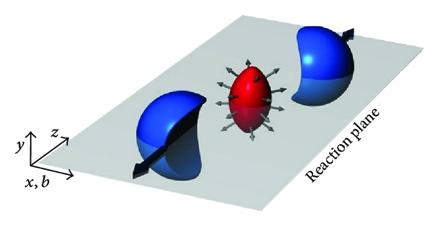 y
z
x, b
Reaction plane